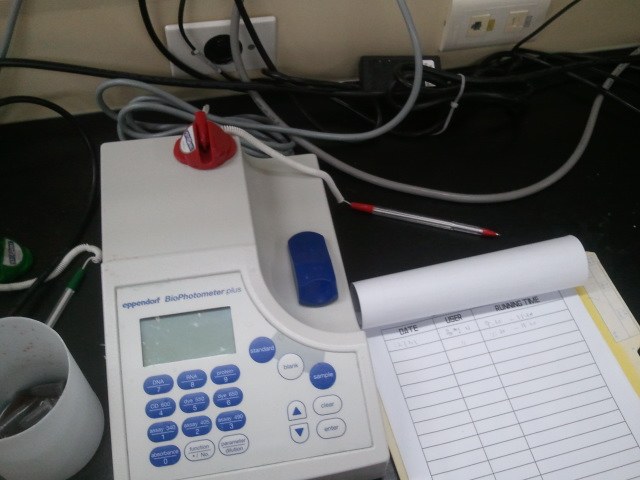 eppendorf BioPhotometer plus
standard
blank
sample
DNA
7
RNA
8
protein
9
OD 600
4
dye 550
5
dye 650
6
assay 340
1
assay 405
2
assay 490
3
absorbance
0
function
+/ No.
parameter
dilution
clear
enter
DATE USER RUNNING TIME